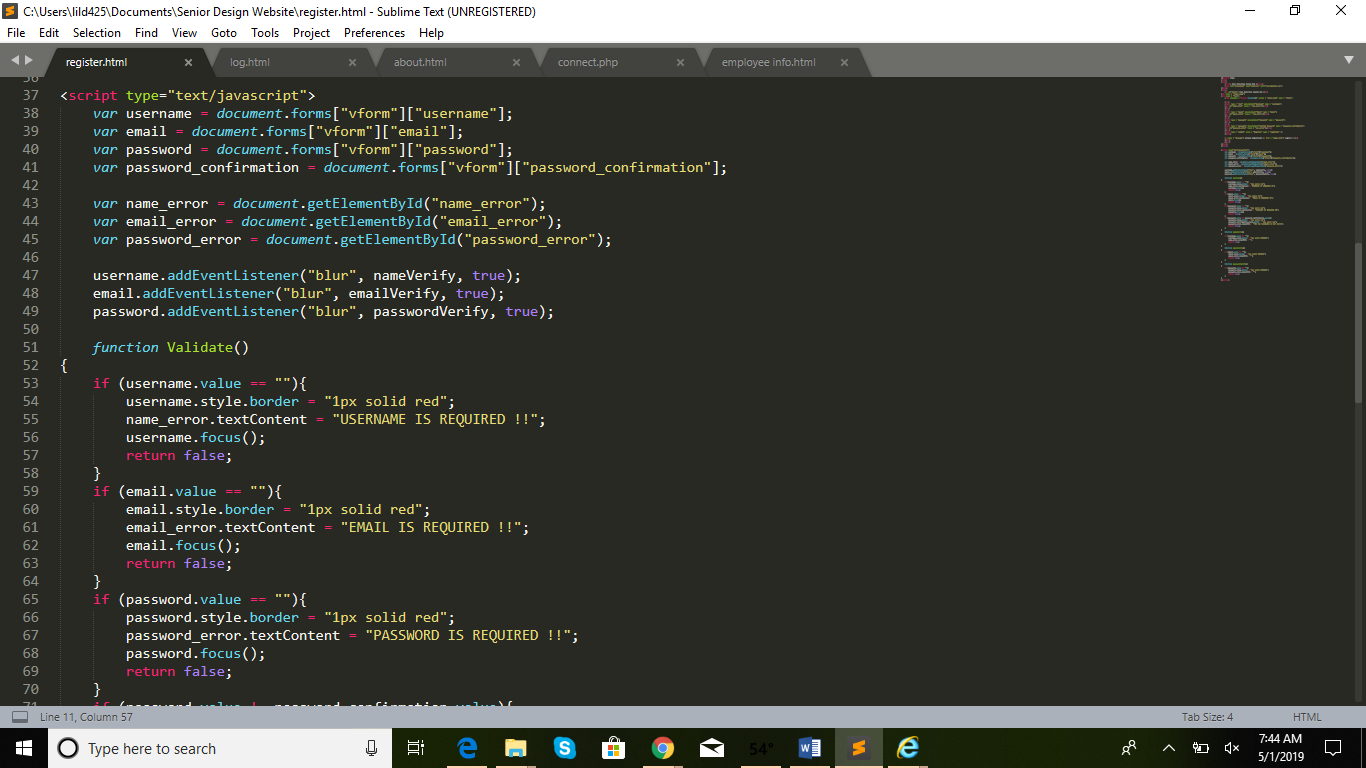 C:\Users\lild425\Documents\Senior Design Website\register.html - Sublime Text (UNREGISTERED)
File Edit Selection Find View Goto Tools Project Preferences Help
register.html log.html about.html connect.php employee info.html
37 <script type="text/javascript">
38 var username = document.forms["vform"]["username"];
39 var email = document.forms["vform"]["email"];
40 var password = document.forms["vform"]["password"];
41 var password_confirmation = document.forms["vform"]["password_confirmation"];
42
43 var name_error = document.getElementById("name_error");
44 var email_error = document.getElementById("email_error");
45 var password_error = document.getElementById("password_error");
46
47 username.addEventListener("blur", nameVerify, true);
48 email.addEventListener("blur", emailVerify, true);
49 password.addEventListener("blur", passwordVerify, true);
50
51 function Validate()
52 {
53 if (username.value == ""){
54 username.style.border = "1px solid red";
55 name_error.textContent = "USERNAME IS REQUIRED !!";
56 username.focus();
57 return false;
58 }
59 if (email.value == ""){
60 email.style.border = "1px solid red";
61 email_error.textContent = "EMAIL IS REQUIRED !!";
62 email.focus();
63 return false;
64 }
65 if (password.value == ""){
66 password.style.border = "1px solid red";
67 password_error.textContent = "PASSWORD IS REQUIRED !!";
68 password.focus();
69 return false;
70 }
Line 11, Column 57 Tab Size: 4 HTML
Type here to search
54°
7:44 AM
5/1/2019